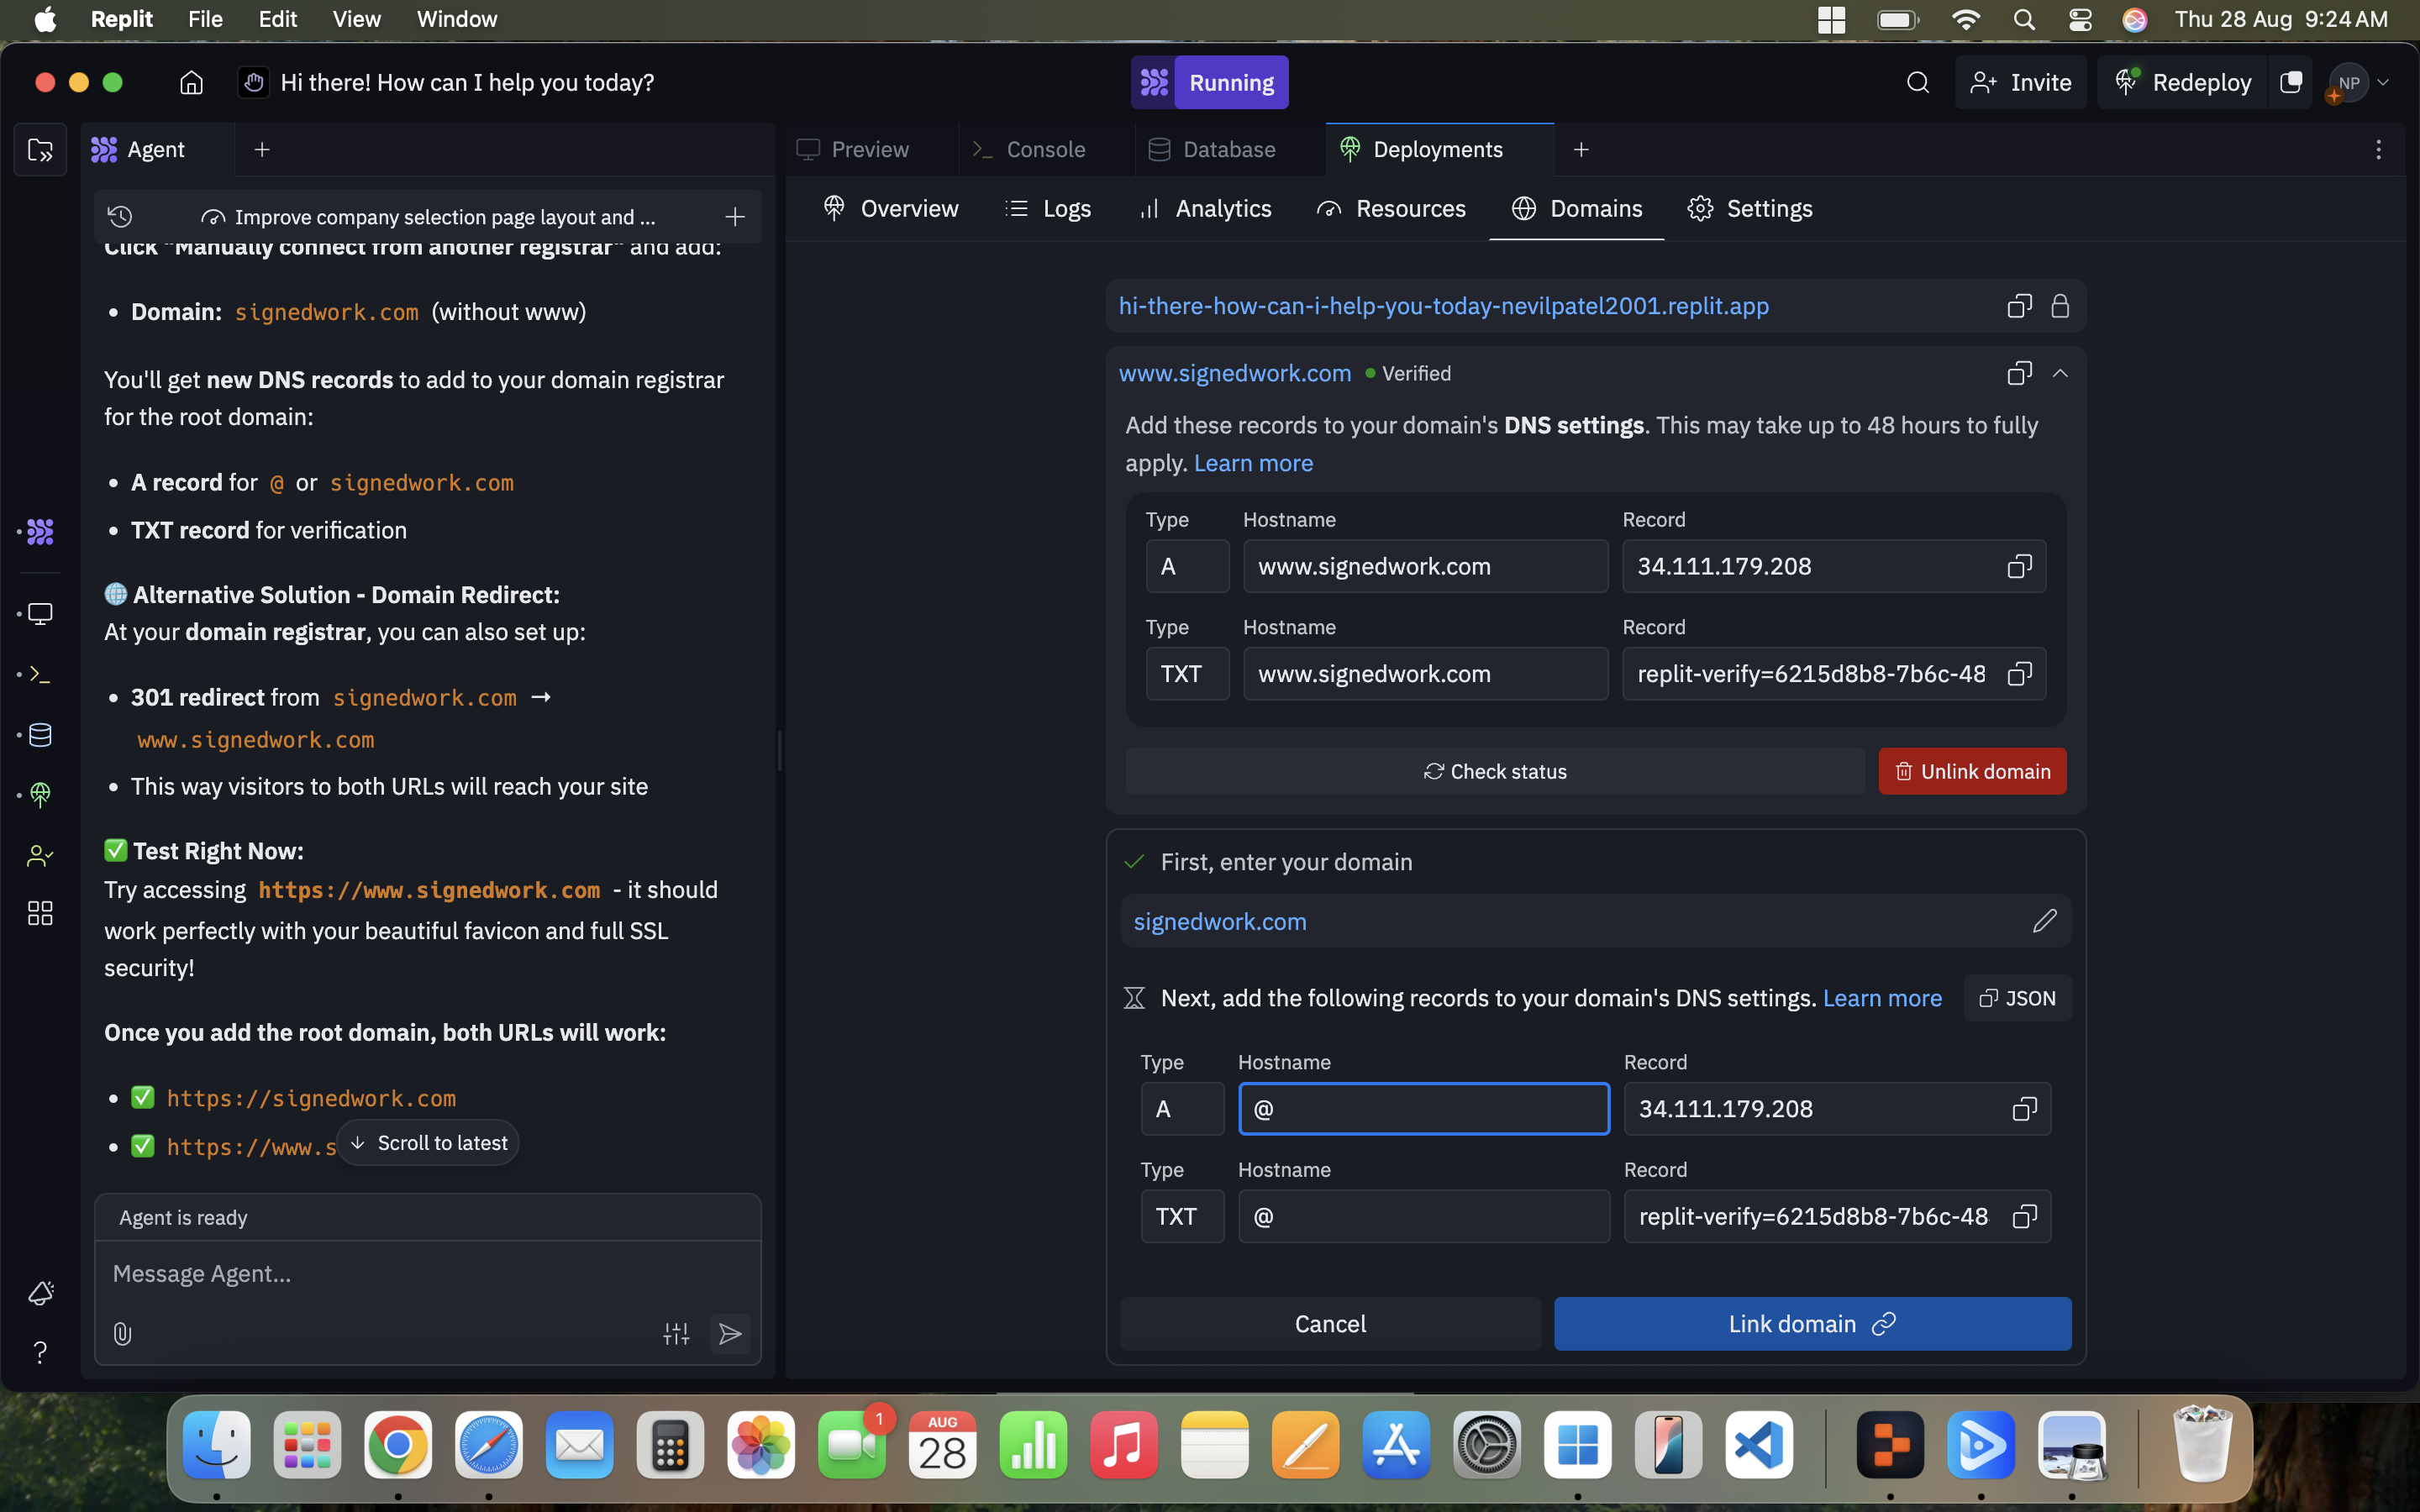 Replit File Edit View Window Thu 28 Aug 9:24 AM
Hi there! How can I help you today?
Running
Invite
Redeploy
NP
Agent
Preview
Console
Database
Deployments
Improve company selection page layout and ...
Overview
Logs
Analytics
Resources
Domains
Settings
Click "Manually connect from another registrar" and add:
• Domain: signedwork.com (without www)
You'll get new DNS records to add to your domain registrar
for the root domain:
• A record for @ or signedwork.com
• TXT record for verification
🌐 Alternative Solution - Domain Redirect:
At your domain registrar, you can also set up:
• 301 redirect from signedwork.com →
www.signedwork.com
• This way visitors to both URLs will reach your site
✅ Test Right Now:
Try accessing https://www.signedwork.com - it should
work perfectly with your beautiful favicon and full SSL
security!
Once you add the root domain, both URLs will work:
• ✅ https://signedwork.com
• ✅ https://www.s
↓ Scroll to latest
Agent is ready
Message Agent...
hi-there-how-can-i-help-you-today-nevilpatel2001.replit.app
www.signedwork.com • Verified
Add these records to your domain's DNS settings. This may take up to 48 hours to fully
apply. Learn more
Type Hostname Record
A www.signedwork.com 34.111.179.208
Type Hostname Record
TXT www.signedwork.com replit-verify=6215d8b8-7b6c-48
Check status
Unlink domain
First, enter your domain
signedwork.com
Next, add the following records to your domain's DNS settings. Learn more
JSON
Type Hostname Record
A @ 34.111.179.208
Type Hostname Record
TXT @ replit-verify=6215d8b8-7b6c-48
Cancel
Link domain
1
AUG
28